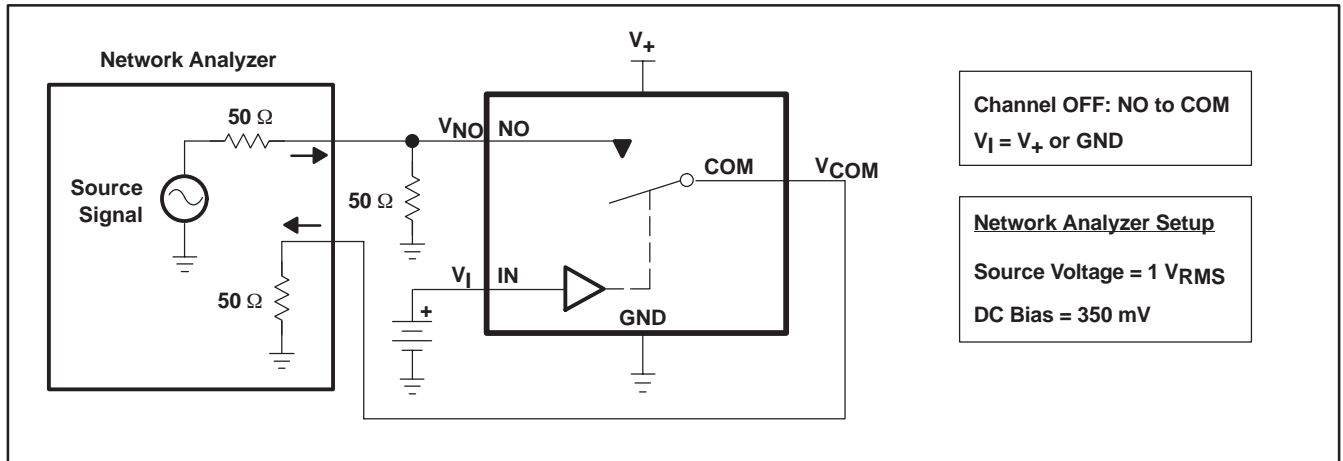 Network Analyzer
50 Ω
Source
Signal
50 Ω
V+
VNO NO
50 Ω
COM
VCOM
VI IN
+
GND
Channel OFF: NO to COM
VI = V+ or GND
Network Analyzer Setup
Source Voltage = 1 VRMS
DC Bias = 350 mV